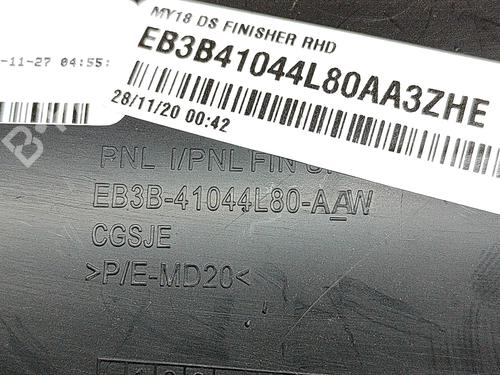 MY18 DS FINISHER RHD
EB3B41044L80AA3ZHE
28/11/20 00:42
-11-27 04:55:
PNL I/PNL FIN
EB3B-41044L80-AAW
CGSJE
>P/E-MD20<